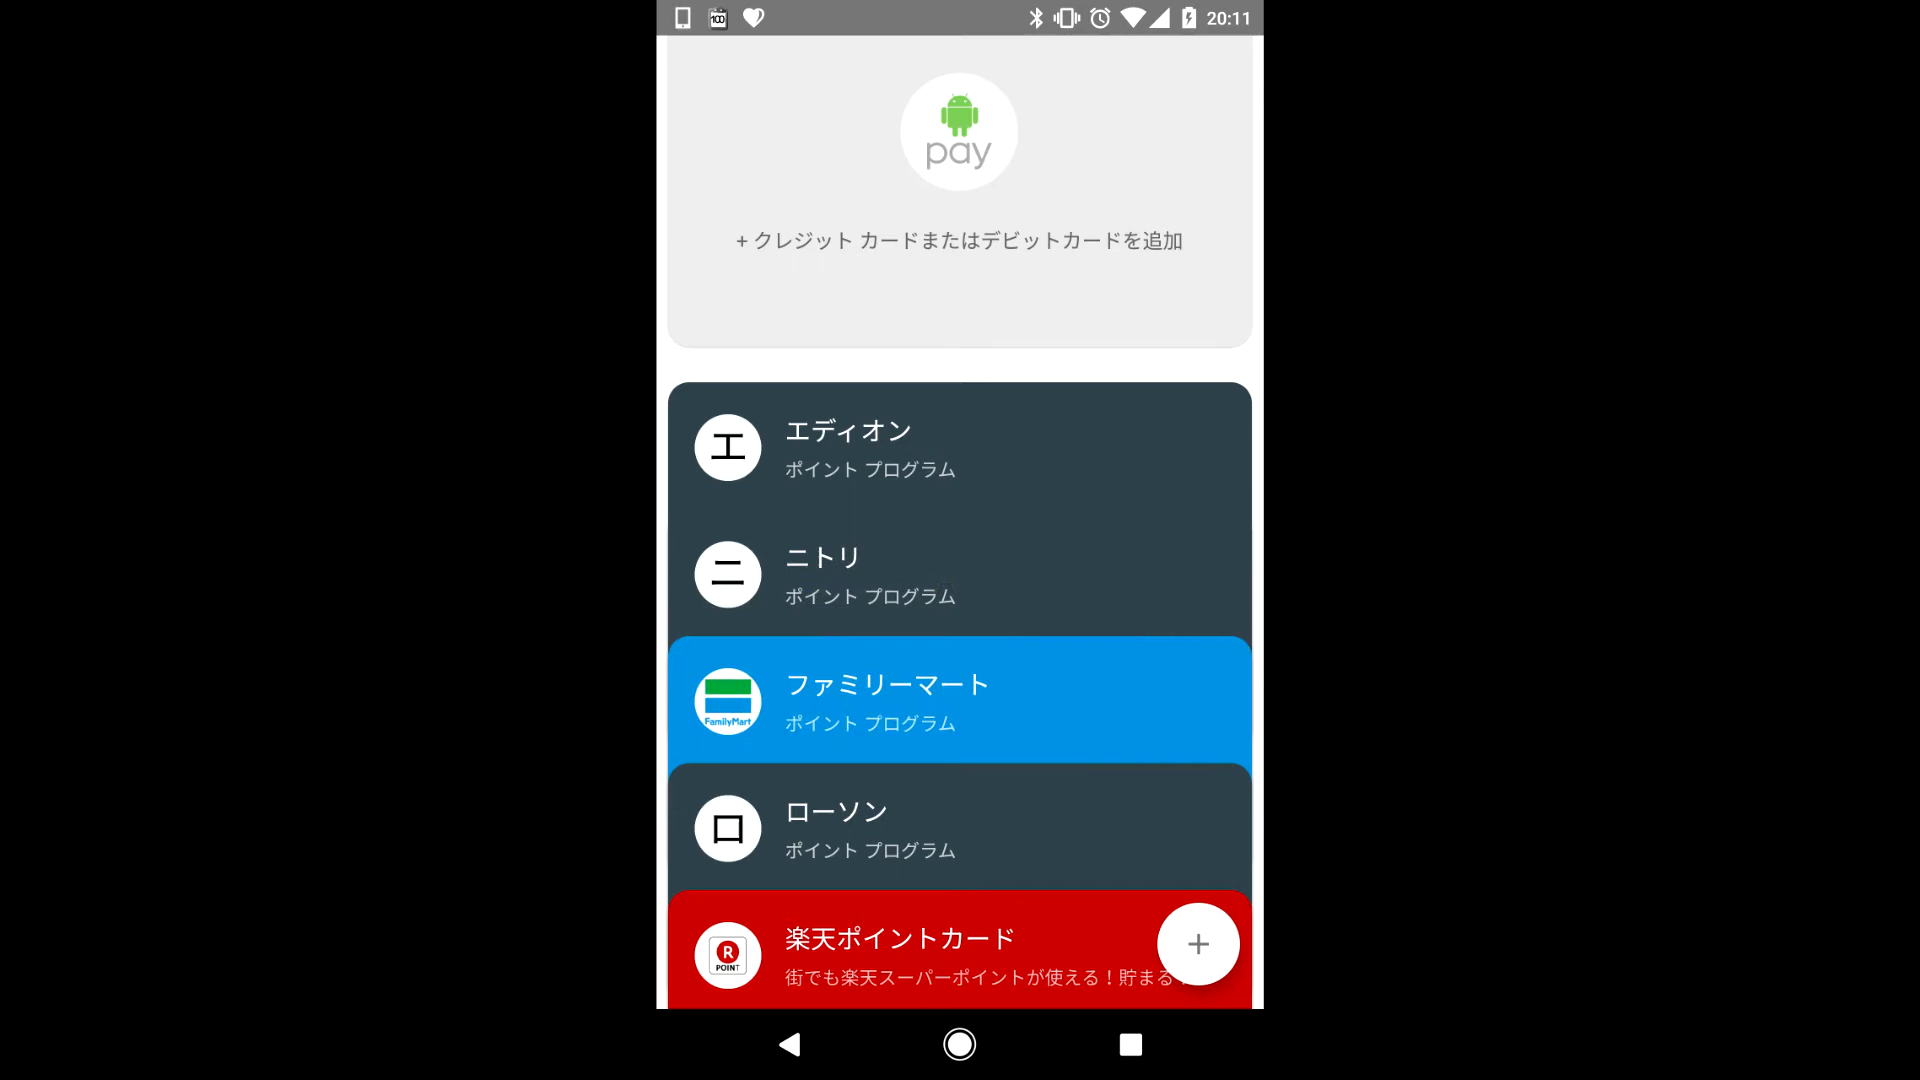 100
20:11
pay
+ クレジット カードまたはデビットカードを追加
エ
エディオン
ポイント プログラム
ニ
ニトリ
ポイント プログラム
FamilyMart
ファミリーマート
ポイント プログラム
ロ
ローソン
ポイント プログラム
R
POINT
楽天ポイントカード
街でも楽天スーパーポイントが使える！貯まる
+